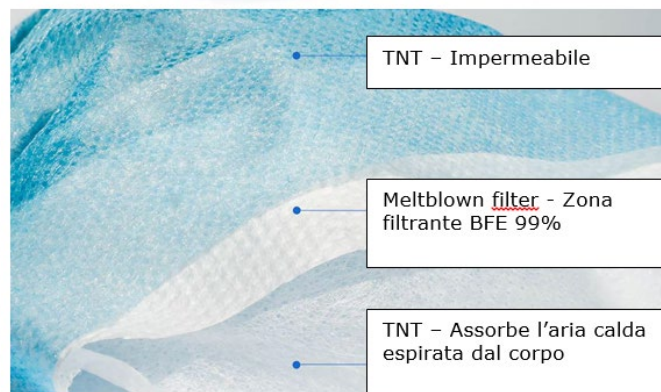 TNT – Impermeabile
Meltblown filter - Zona
filtrante BFE 99%
TNT – Assorbe l’aria calda
espirata dal corpo